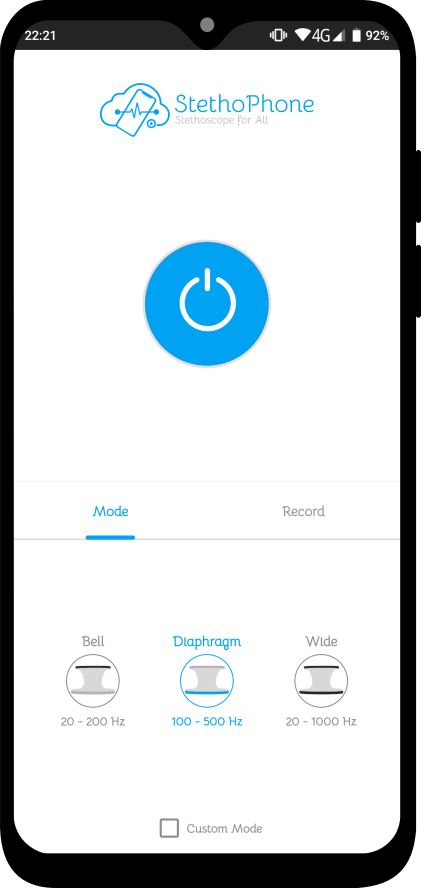 22:21
4G
92%
StethoPhone
Stethoscope For All
Mode
Record
Bell
Diaphragm
Wide
20 - 200 Hz
100 - 500 Hz
20 - 1000 Hz
Custom Mode